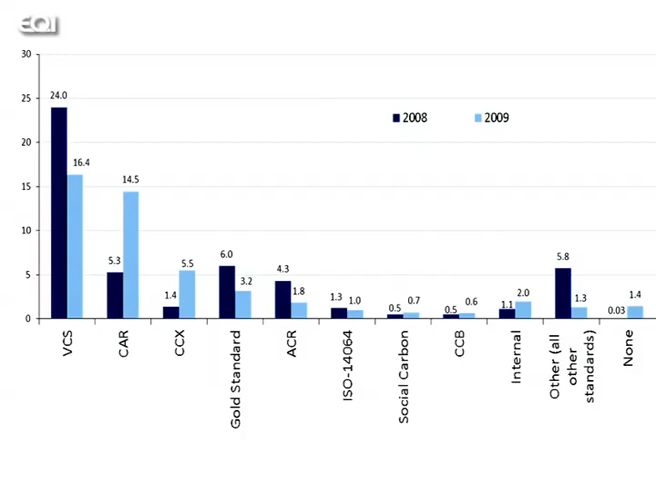 EQI
30
25
20
15
10
5
0
24.0
16.4
5.3
14.5
1.4
5.5
6.0
3.2
4.3
1.8
1.3
1.0
0.5
0.7
0.5
0.6
1.1
2.0
5.8
1.3
0.03
1.4
2008
2009
VCS
CAR
CCX
Gold Standard
ACR
ISO-14064
Social Carbon
CCB
Internal
Other (all
other
standards)
None